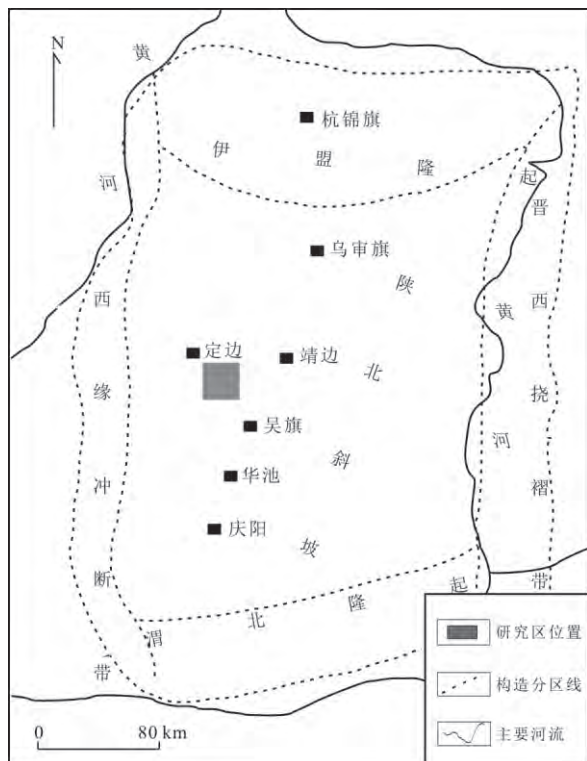 N
黄河
杭锦旗
伊盟隆起
乌审旗
陕北斜坡
晋西挠褶带
黄河
西缘冲断带
定边
靖边
吴旗
华池
庆阳
渭北隆起
研究区位置
构造分区线
主要河流
0 80 km